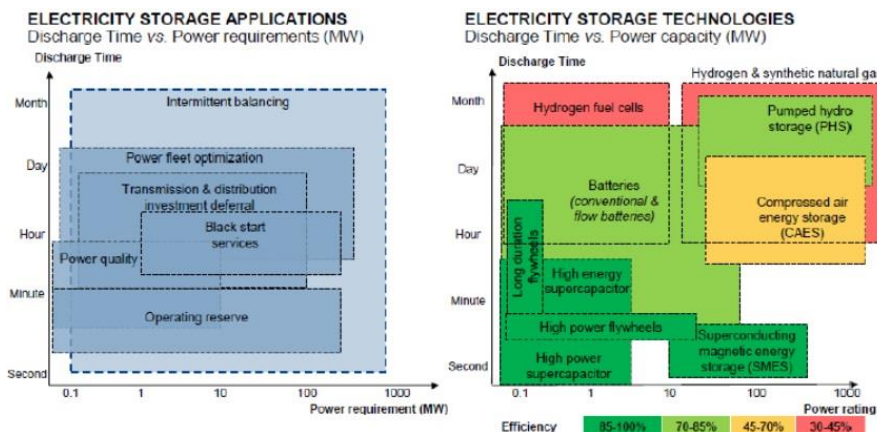 ELECTRICITY STORAGE APPLICATIONS
Discharge Time vs. Power requirements (MW)
Discharge Time
Month
Day
Hour
Minute
Second
Intermittent balancing
Power fleet optimization
Transmission & distribution
investment deferral
Black start
services
Power quality
Operating reserve
0.1
1
10
100
1000
Power requirement (MW)
ELECTRICITY STORAGE TECHNOLOGIES
Discharge Time vs. Power capacity (MW)
Discharge Time
Hydrogen & synthetic natural ga
Month
Day
Hour
Minute
Second
Hydrogen fuel cells
Pumped hydro
storage (PHS)
Batteries
(conventional &
flow batteries)
Compressed air
energy storage
(CAES)
Long duration
flywheels
High energy
supercapacitor
High power flywheels
High power
supercapacitor
Superconducting
magnetic energy
storage (SMES)
0.1
1
10
100
1000
Power rating
Efficiency
85-100%
70-85%
45-70%
30-45%